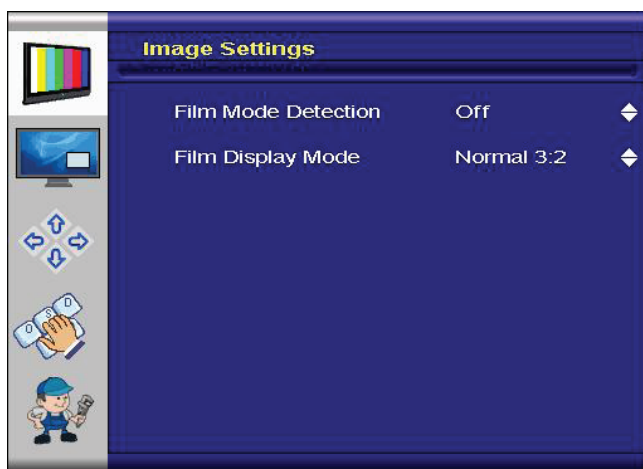 Image Settings
Film Mode Detection Off
Film Display Mode Normal 3:2
O S D